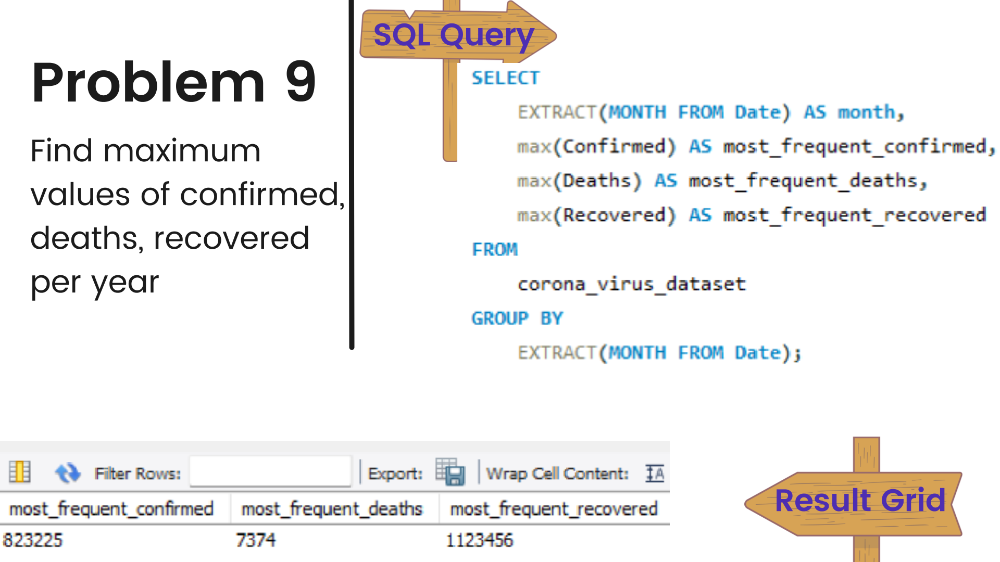 Problem 9
Find maximum
values of confirmed,
deaths, recovered
per year
SQL Query
SELECT
EXTRACT(MONTH FROM Date) AS month,
max(Confirmed) AS most_frequent_confirmed,
max(Deaths) AS most_frequent_deaths,
max(Recovered) AS most_frequent_recovered
FROM
corona_virus_dataset
GROUP BY
EXTRACT(MONTH FROM Date);
Filter Rows: Export: Wrap Cell Content: A
most_frequent_confirmed most_frequent_deaths most_frequent_recovered
823225 7374 1123456
Result Grid